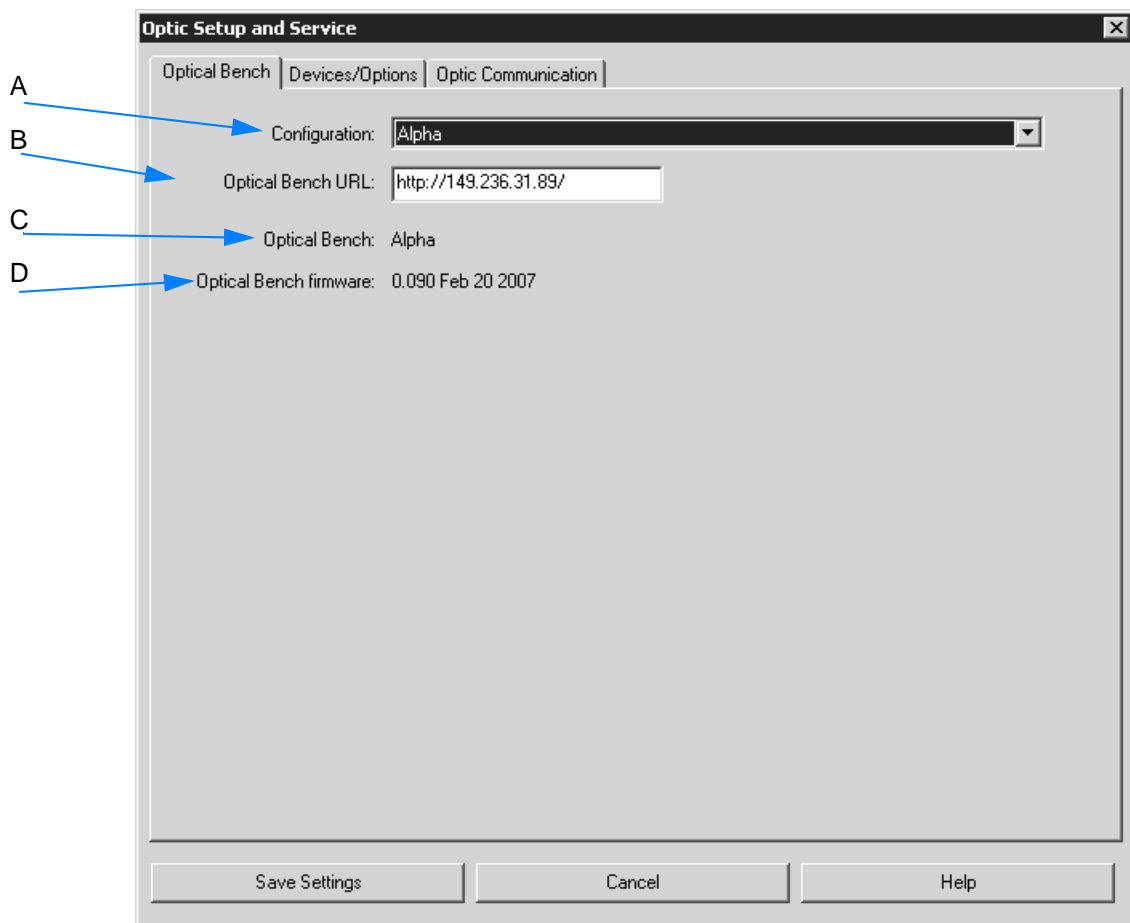 Optic Setup and Service
Optical Bench Devices/Options Optic Communication
A
Configuration: Alpha
B
Optical Bench URL: http://149.236.31.89/
C
Optical Bench: Alpha
D
Optical Bench firmware: 0.090 Feb 20 2007
Save Settings Cancel Help